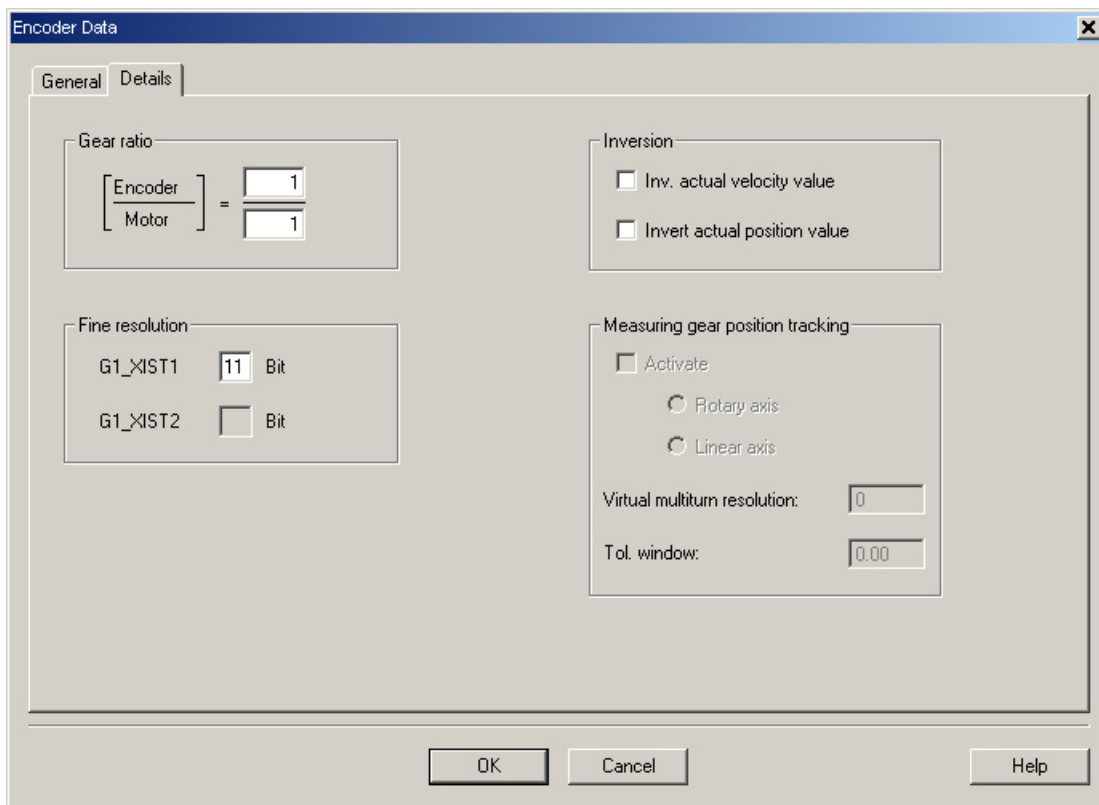 Encoder Data
General
Details
Gear ratio
Encoder
Motor
=
1
1
Inversion
Inv. actual velocity value
Invert actual position value
Fine resolution
G1_XIST1 11 Bit
G1_XIST2 Bit
Measuring gear position tracking
Activate
Rotary axis
Linear axis
Virtual multiturn resolution: 0
Tol. window: 0.00
OK
Cancel
Help